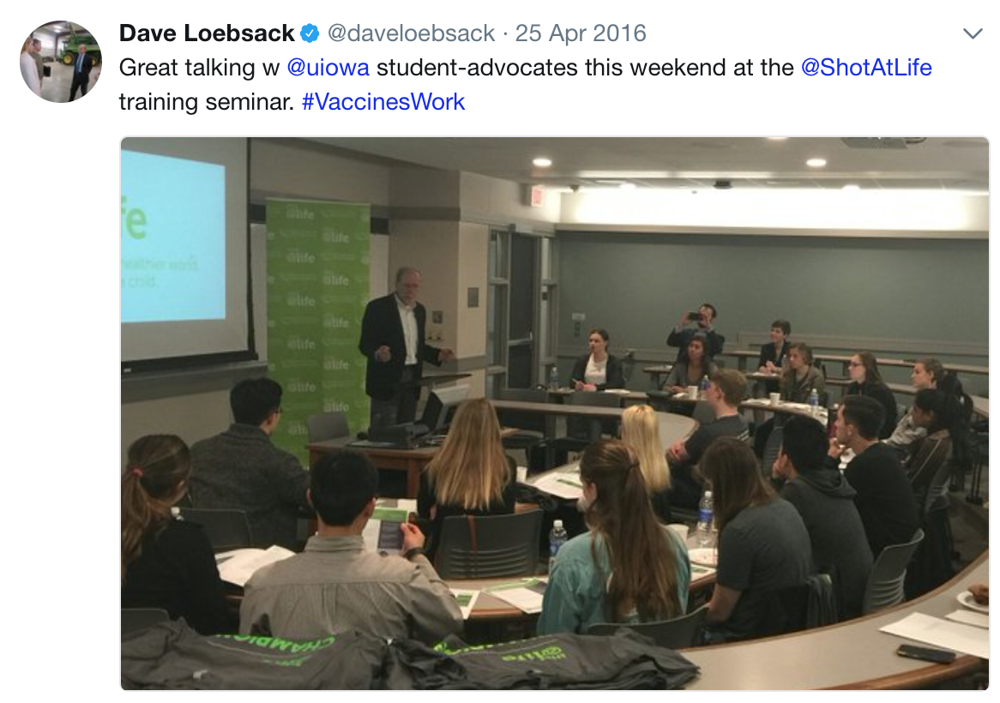 Dave Loebsack @daveloebsack · 25 Apr 2016
Great talking w @uiowa student-advocates this weekend at the @ShotAtLife
training seminar. #VaccinesWork
fe
healthier world
child.
@life
@life
@life
@life
@life
@life
@life
@life
@life
@life
CHAMPION
@life